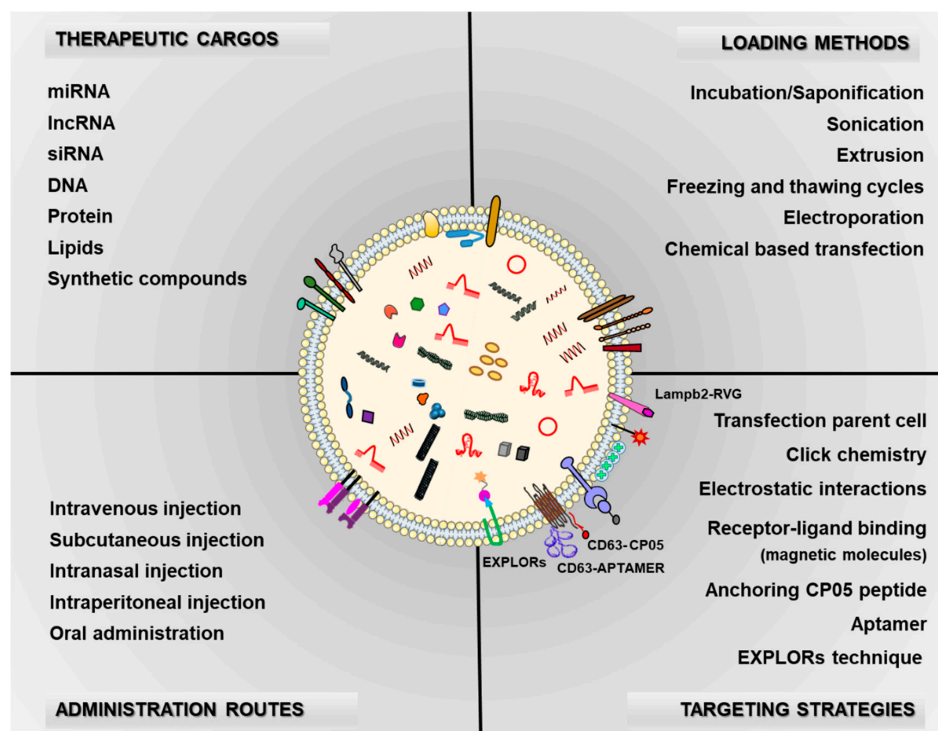 THERAPEUTIC CARGOS
miRNA
lncRNA
siRNA
DNA
Protein
Lipids
Synthetic compounds
LOADING METHODS
Incubation/Saponification
Sonication
Extrusion
Freezing and thawing cycles
Electroporation
Chemical based transfection
Intravenous injection
Subcutaneous injection
Intranasal injection
Intraperitoneal injection
Oral administration
ADMINISTRATION ROUTES
Lampb2-RVG
Transfection parent cell
Click chemistry
Electrostatic interactions
Receptor-ligand binding
(magnetic molecules)
CD63-CP05
EXPLORs
CD63-APTAMER
Anchoring CP05 peptide
Aptamer
EXPLORs technique
TARGETING STRATEGIES